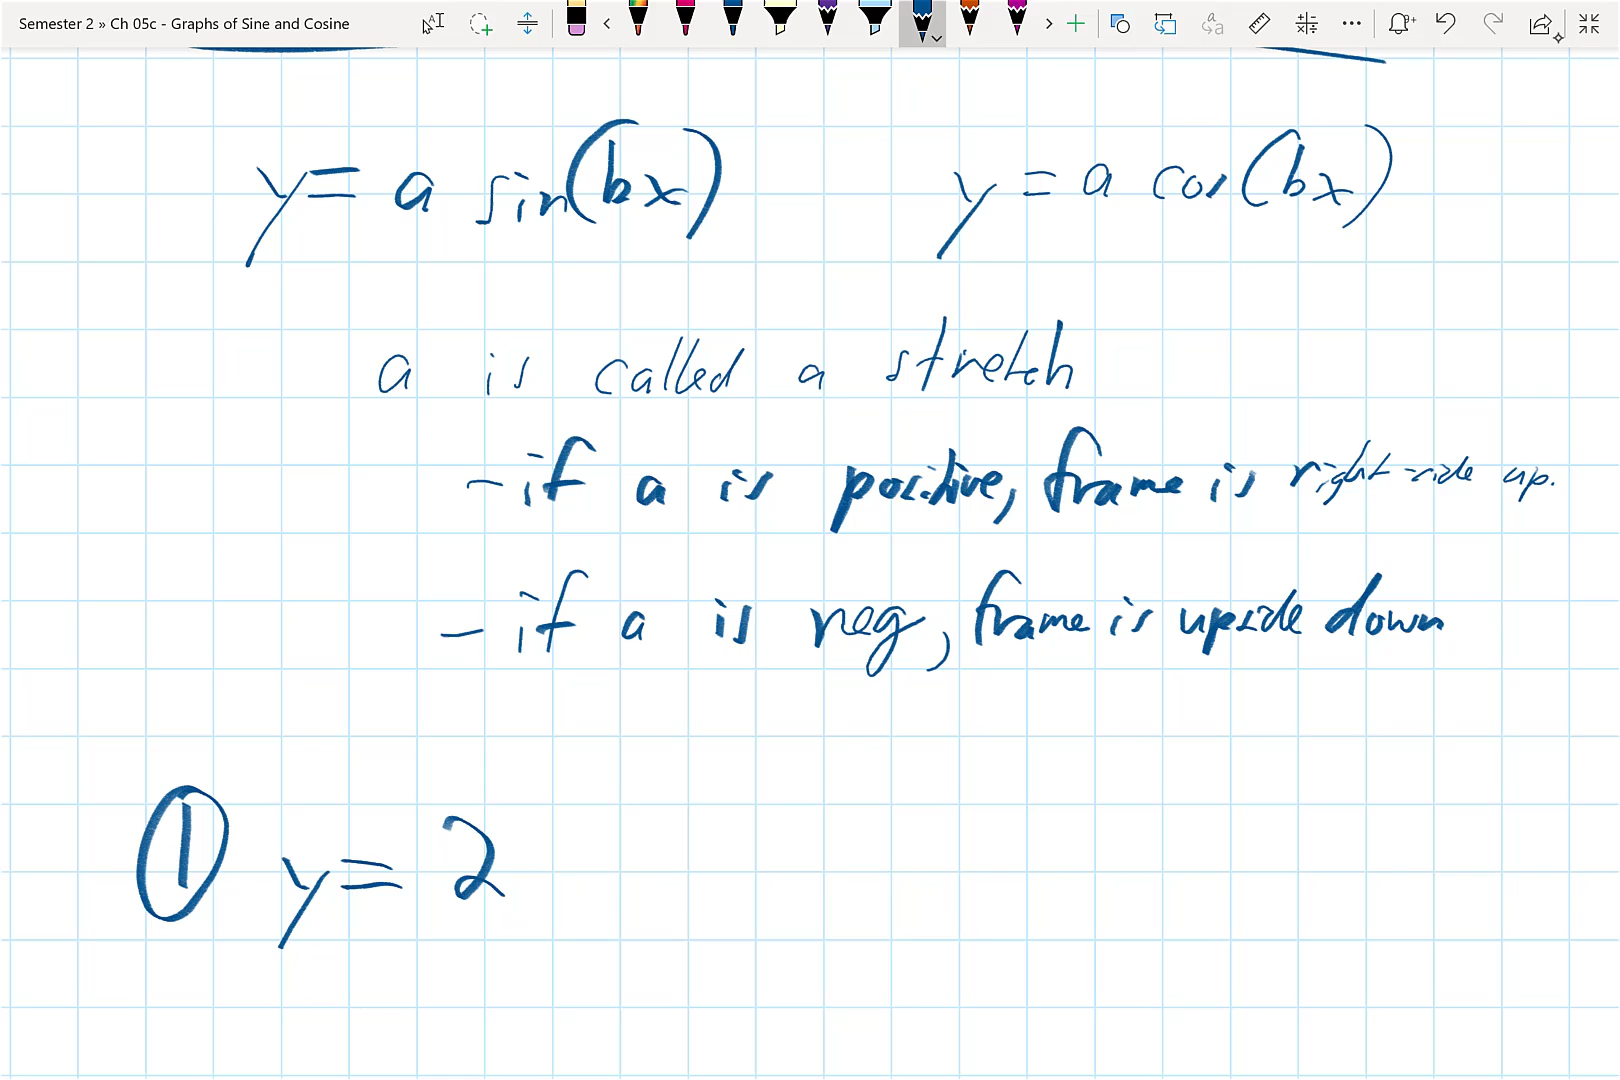 Semester 2 » Ch 05c - Graphs of Sine and Cosine
y = a sin(bx) y = a cos(bx)
a is called a stretch
- if a is positive, frame is right-side up.
- if a is neg, frame is upside down
① y = 2